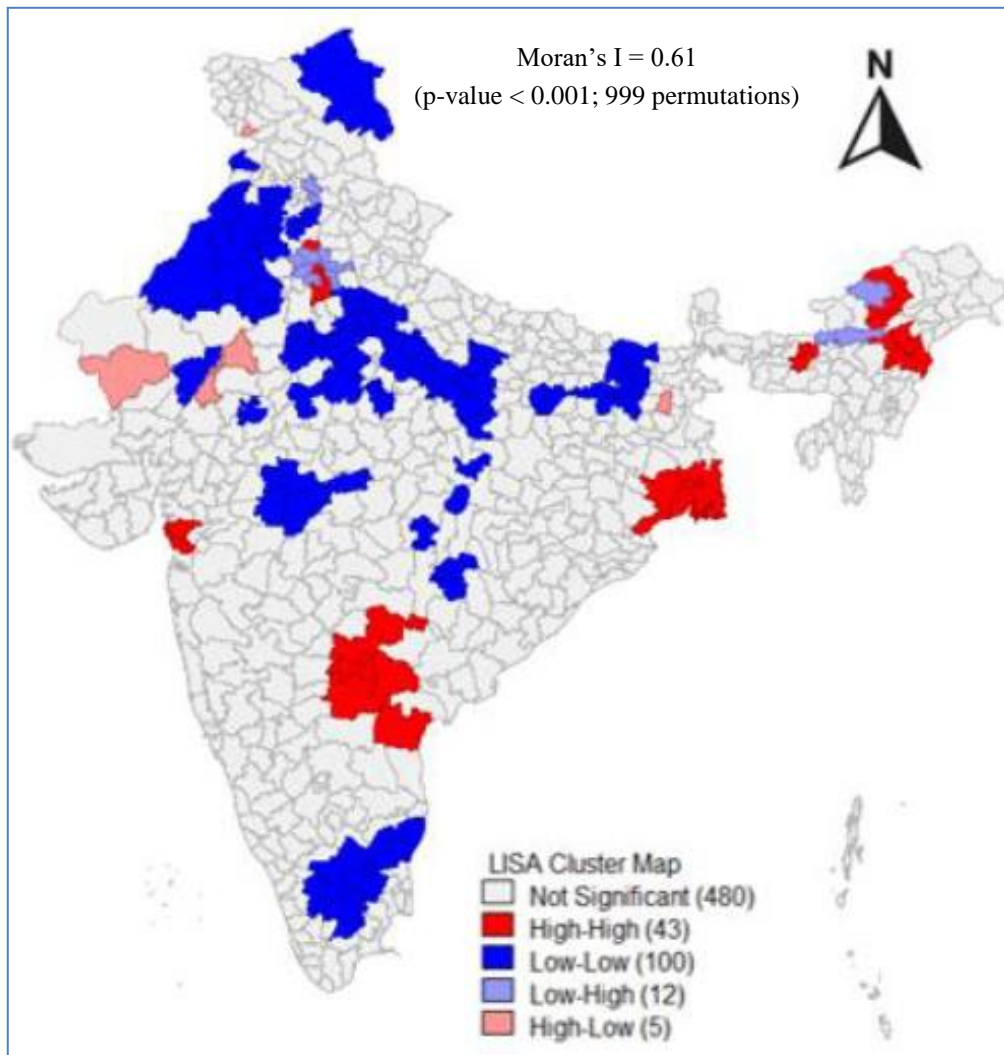 Moran’s I = 0.61
(p-value < 0.001; 999 permutations)
N
LISA Cluster Map
Not Significant (480)
High-High (43)
Low-Low (100)
Low-High (12)
High-Low (5)